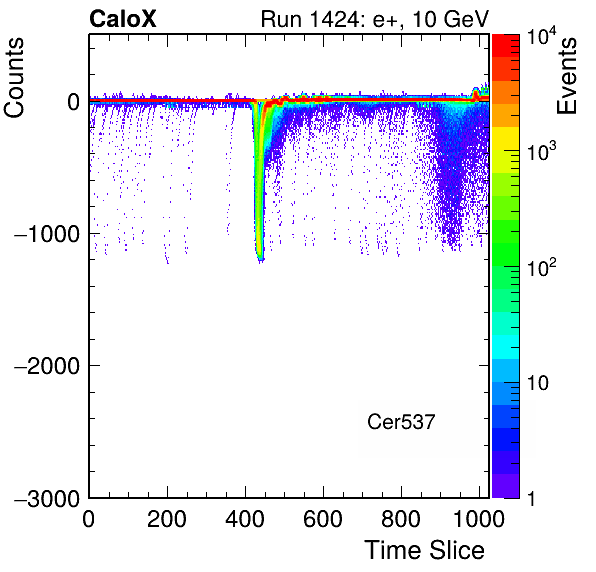 CaloX Run 1424: e+, 10 GeV
Counts
Events
0
−1000
−2000
−3000
0 200 400 600 800 1000
Time Slice
Cer537
10⁴
10³
10²
10
1